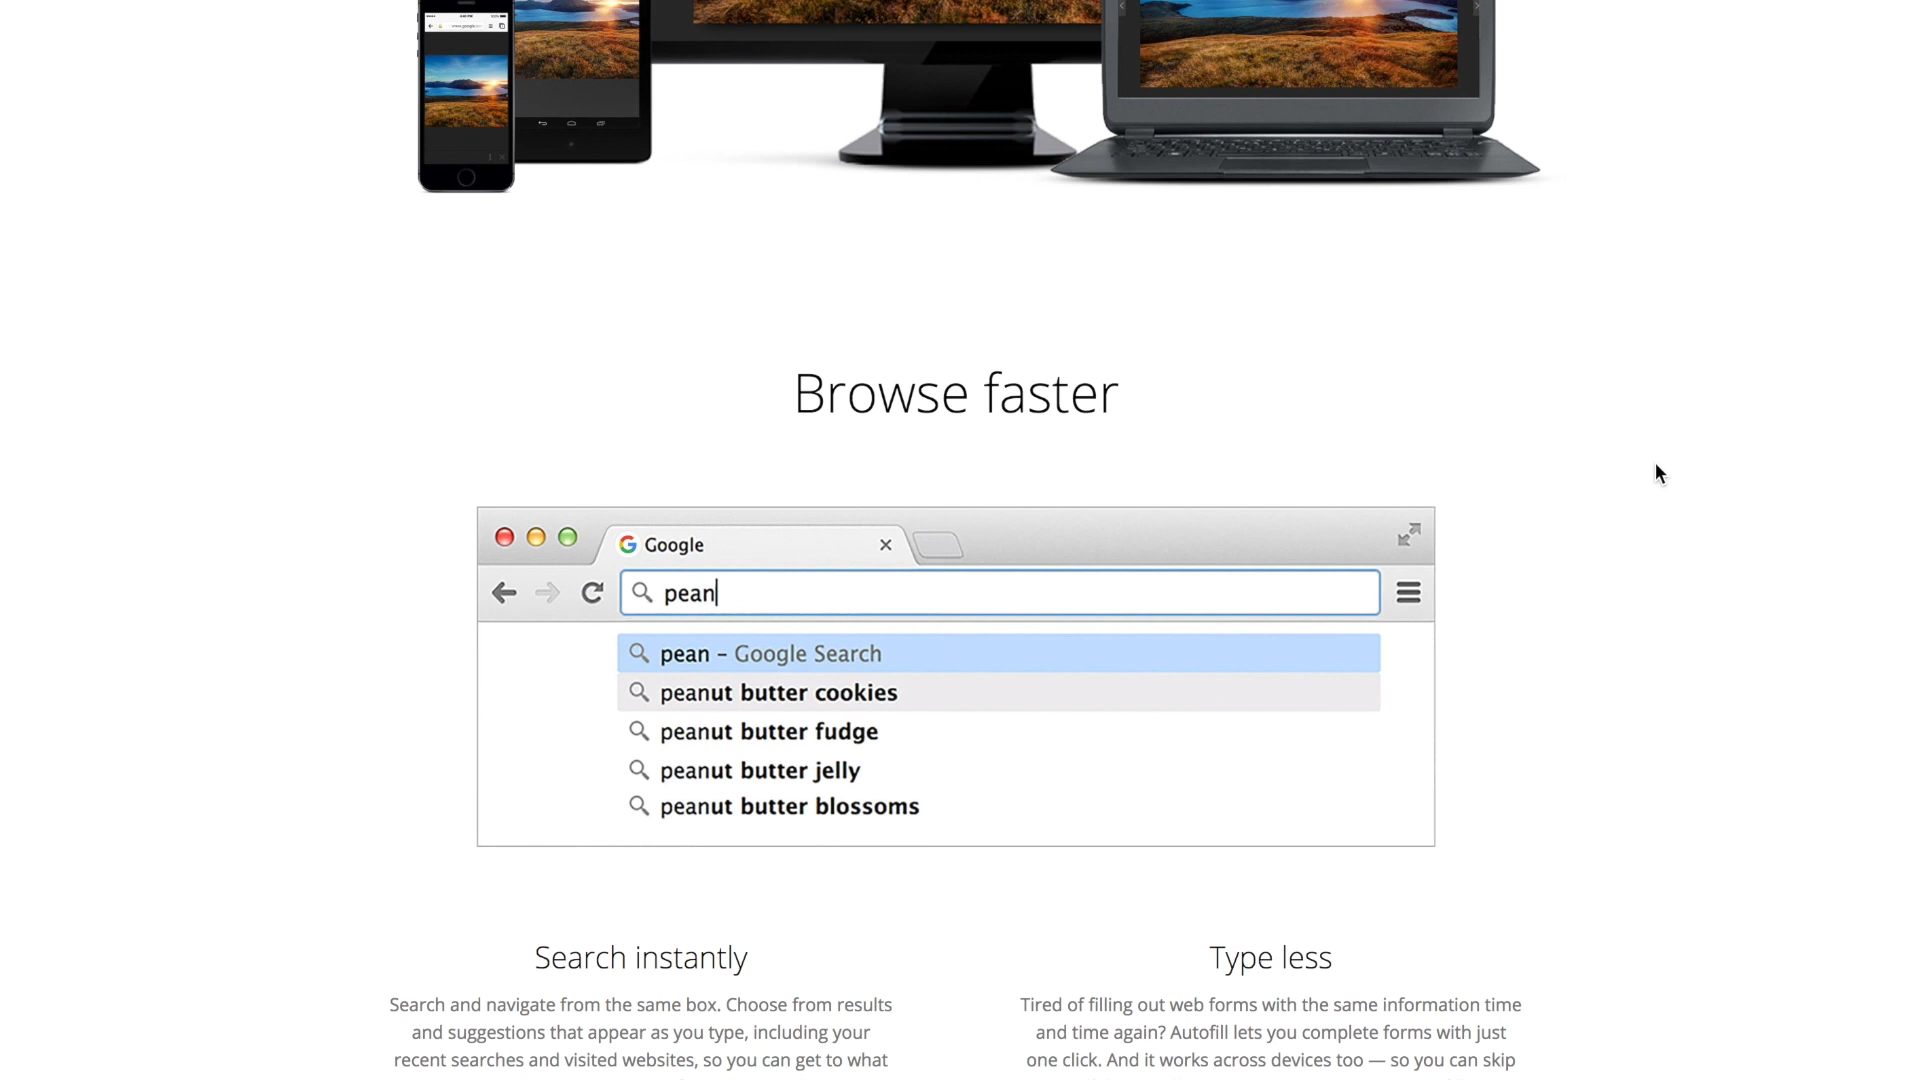 Browse faster
Google
pean
pean – Google Search
peanut butter cookies
peanut butter fudge
peanut butter jelly
peanut butter blossoms
Search instantly
Search and navigate from the same box. Choose from results
and suggestions that appear as you type, including your
recent searches and visited websites, so you can get to what
Type less
Tired of filling out web forms with the same information time
and time again? Autofill lets you complete forms with just
one click. And it works across devices too — so you can skip